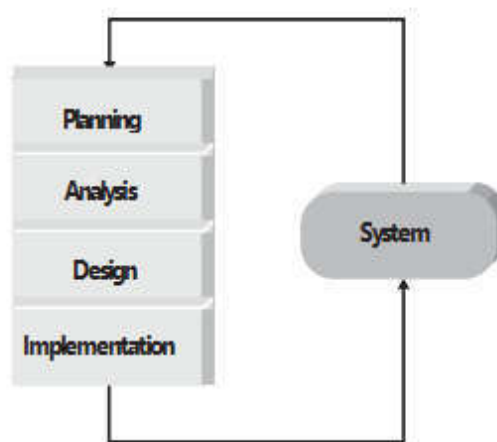 Planning
Analysis
System
Design
Implementation